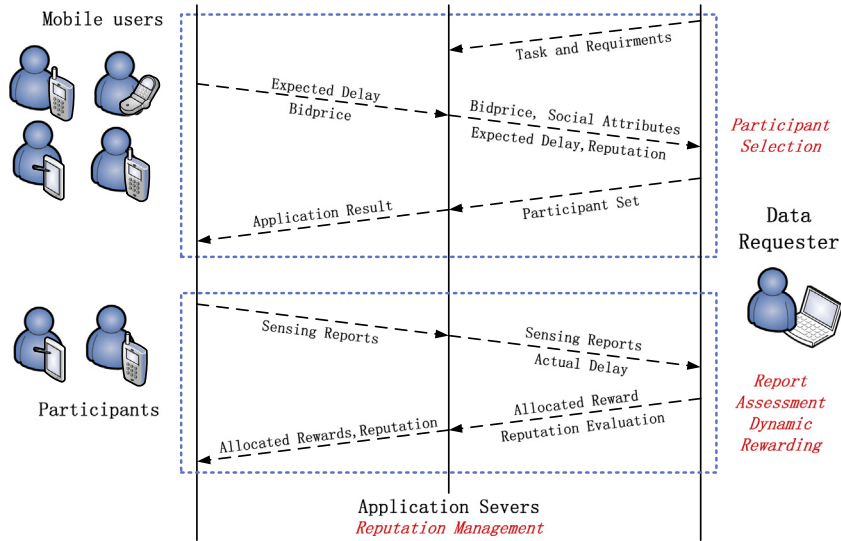 Mobile users
Task and Requirments
Expected Delay
Bidprice
Bidprice, Social Attributes
Expected Delay,Reputation
Participant
Selection
Application Result
Participant Set
Data
Requester
Sensing Reports
Sensing Reports
Actual Delay
Participants
Allocated Reward
Allocated Rewards,Reputation
Reputation Evaluation
Report
Assessment
Dynamic
Rewarding
Application Severs
Reputation Management